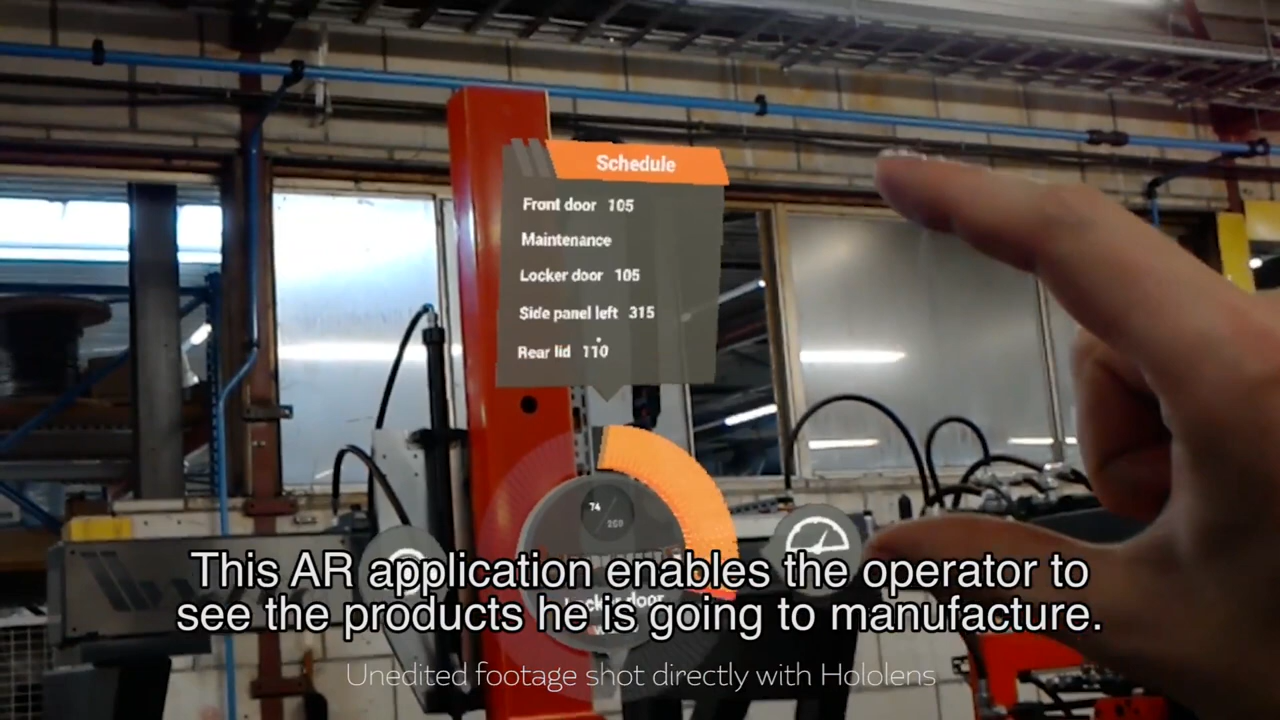 Schedule
Front door 105
Maintenance
Locker door 105
Side panel left 315
Rear lid 110
74
250
This AR application enables the operator to
see the products he is going to manufacture.
Unedited footage shot directly with Hololens